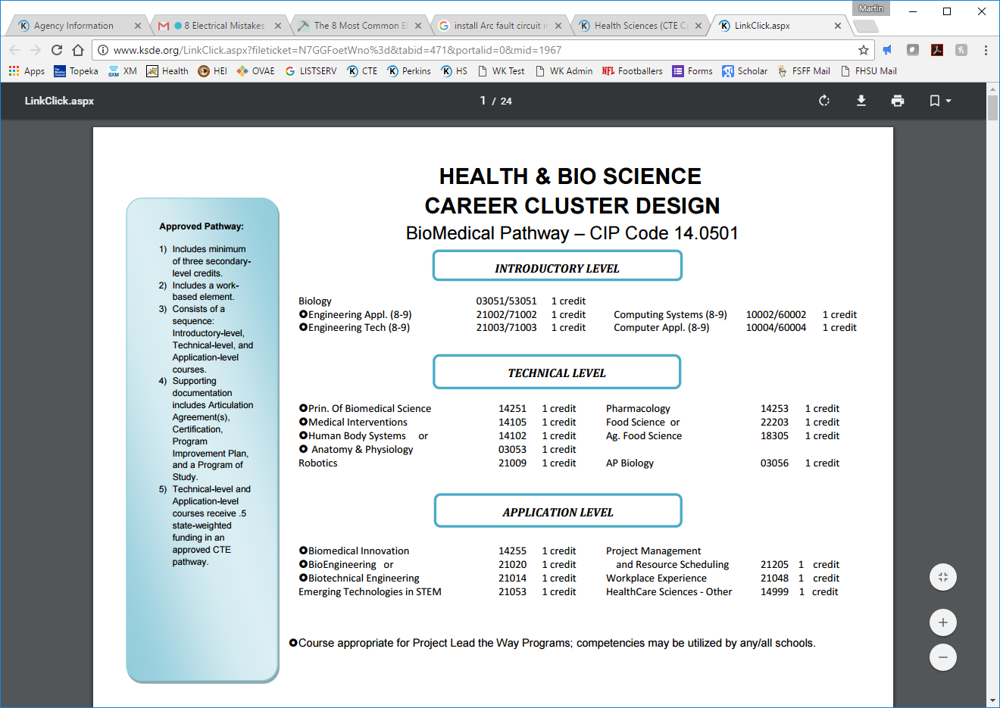 Martin
Agency Information
8 Electrical Mistakes
The 8 Most Common El
install Arc fault circuit in
Health Sciences (CTE C
LinkClick.aspx
www.ksde.org/LinkClick.aspx?fileticket=N7GGFoetWno%3d&tabid=471&portalid=0&mid=1967
Apps Topeka XM Health HEI OVAE LISTSERV CTE Perkins HS WK Test WK Admin NFL Footballers Forms Scholar FSFF Mail FHSU Mail
LinkClick.aspx 1 / 24
HEALTH & BIO SCIENCE
CAREER CLUSTER DESIGN
BioMedical Pathway – CIP Code 14.0501
Approved Pathway:
1) Includes minimum
of three secondary-
level credits.
2) Includes a work-
based element.
3) Consists of a
sequence:
Introductory-level,
Technical-level, and
Application-level
courses.
4) Supporting
documentation
includes Articulation
Agreement(s),
Certification,
Program
Improvement Plan,
and a Program of
Study.
5) Technical-level and
Application-level
courses receive .5
state-weighted
funding in an
approved CTE
pathway.
INTRODUCTORY LEVEL
Biology 03051/53051 1 credit
Engineering Appl. (8-9) 21002/71002 1 credit Computing Systems (8-9) 10002/60002 1 credit
Engineering Tech (8-9) 21003/71003 1 credit Computer Appl. (8-9) 10004/60004 1 credit
TECHNICAL LEVEL
Prin. Of Biomedical Science 14251 1 credit Pharmacology 14253 1 credit
Medical Interventions 14105 1 credit Food Science or 22203 1 credit
Human Body Systems or 14102 1 credit Ag. Food Science 18305 1 credit
Anatomy & Physiology 03053 1 credit
Robotics 21009 1 credit AP Biology 03056 1 credit
APPLICATION LEVEL
Biomedical Innovation 14255 1 credit Project Management
BioEngineering or 21020 1 credit and Resource Scheduling 21205 1 credit
Biotechnical Engineering 21014 1 credit Workplace Experience 21048 1 credit
Emerging Technologies in STEM 21053 1 credit HealthCare Sciences - Other 14999 1 credit
Course appropriate for Project Lead the Way Programs; competencies may be utilized by any/all schools.